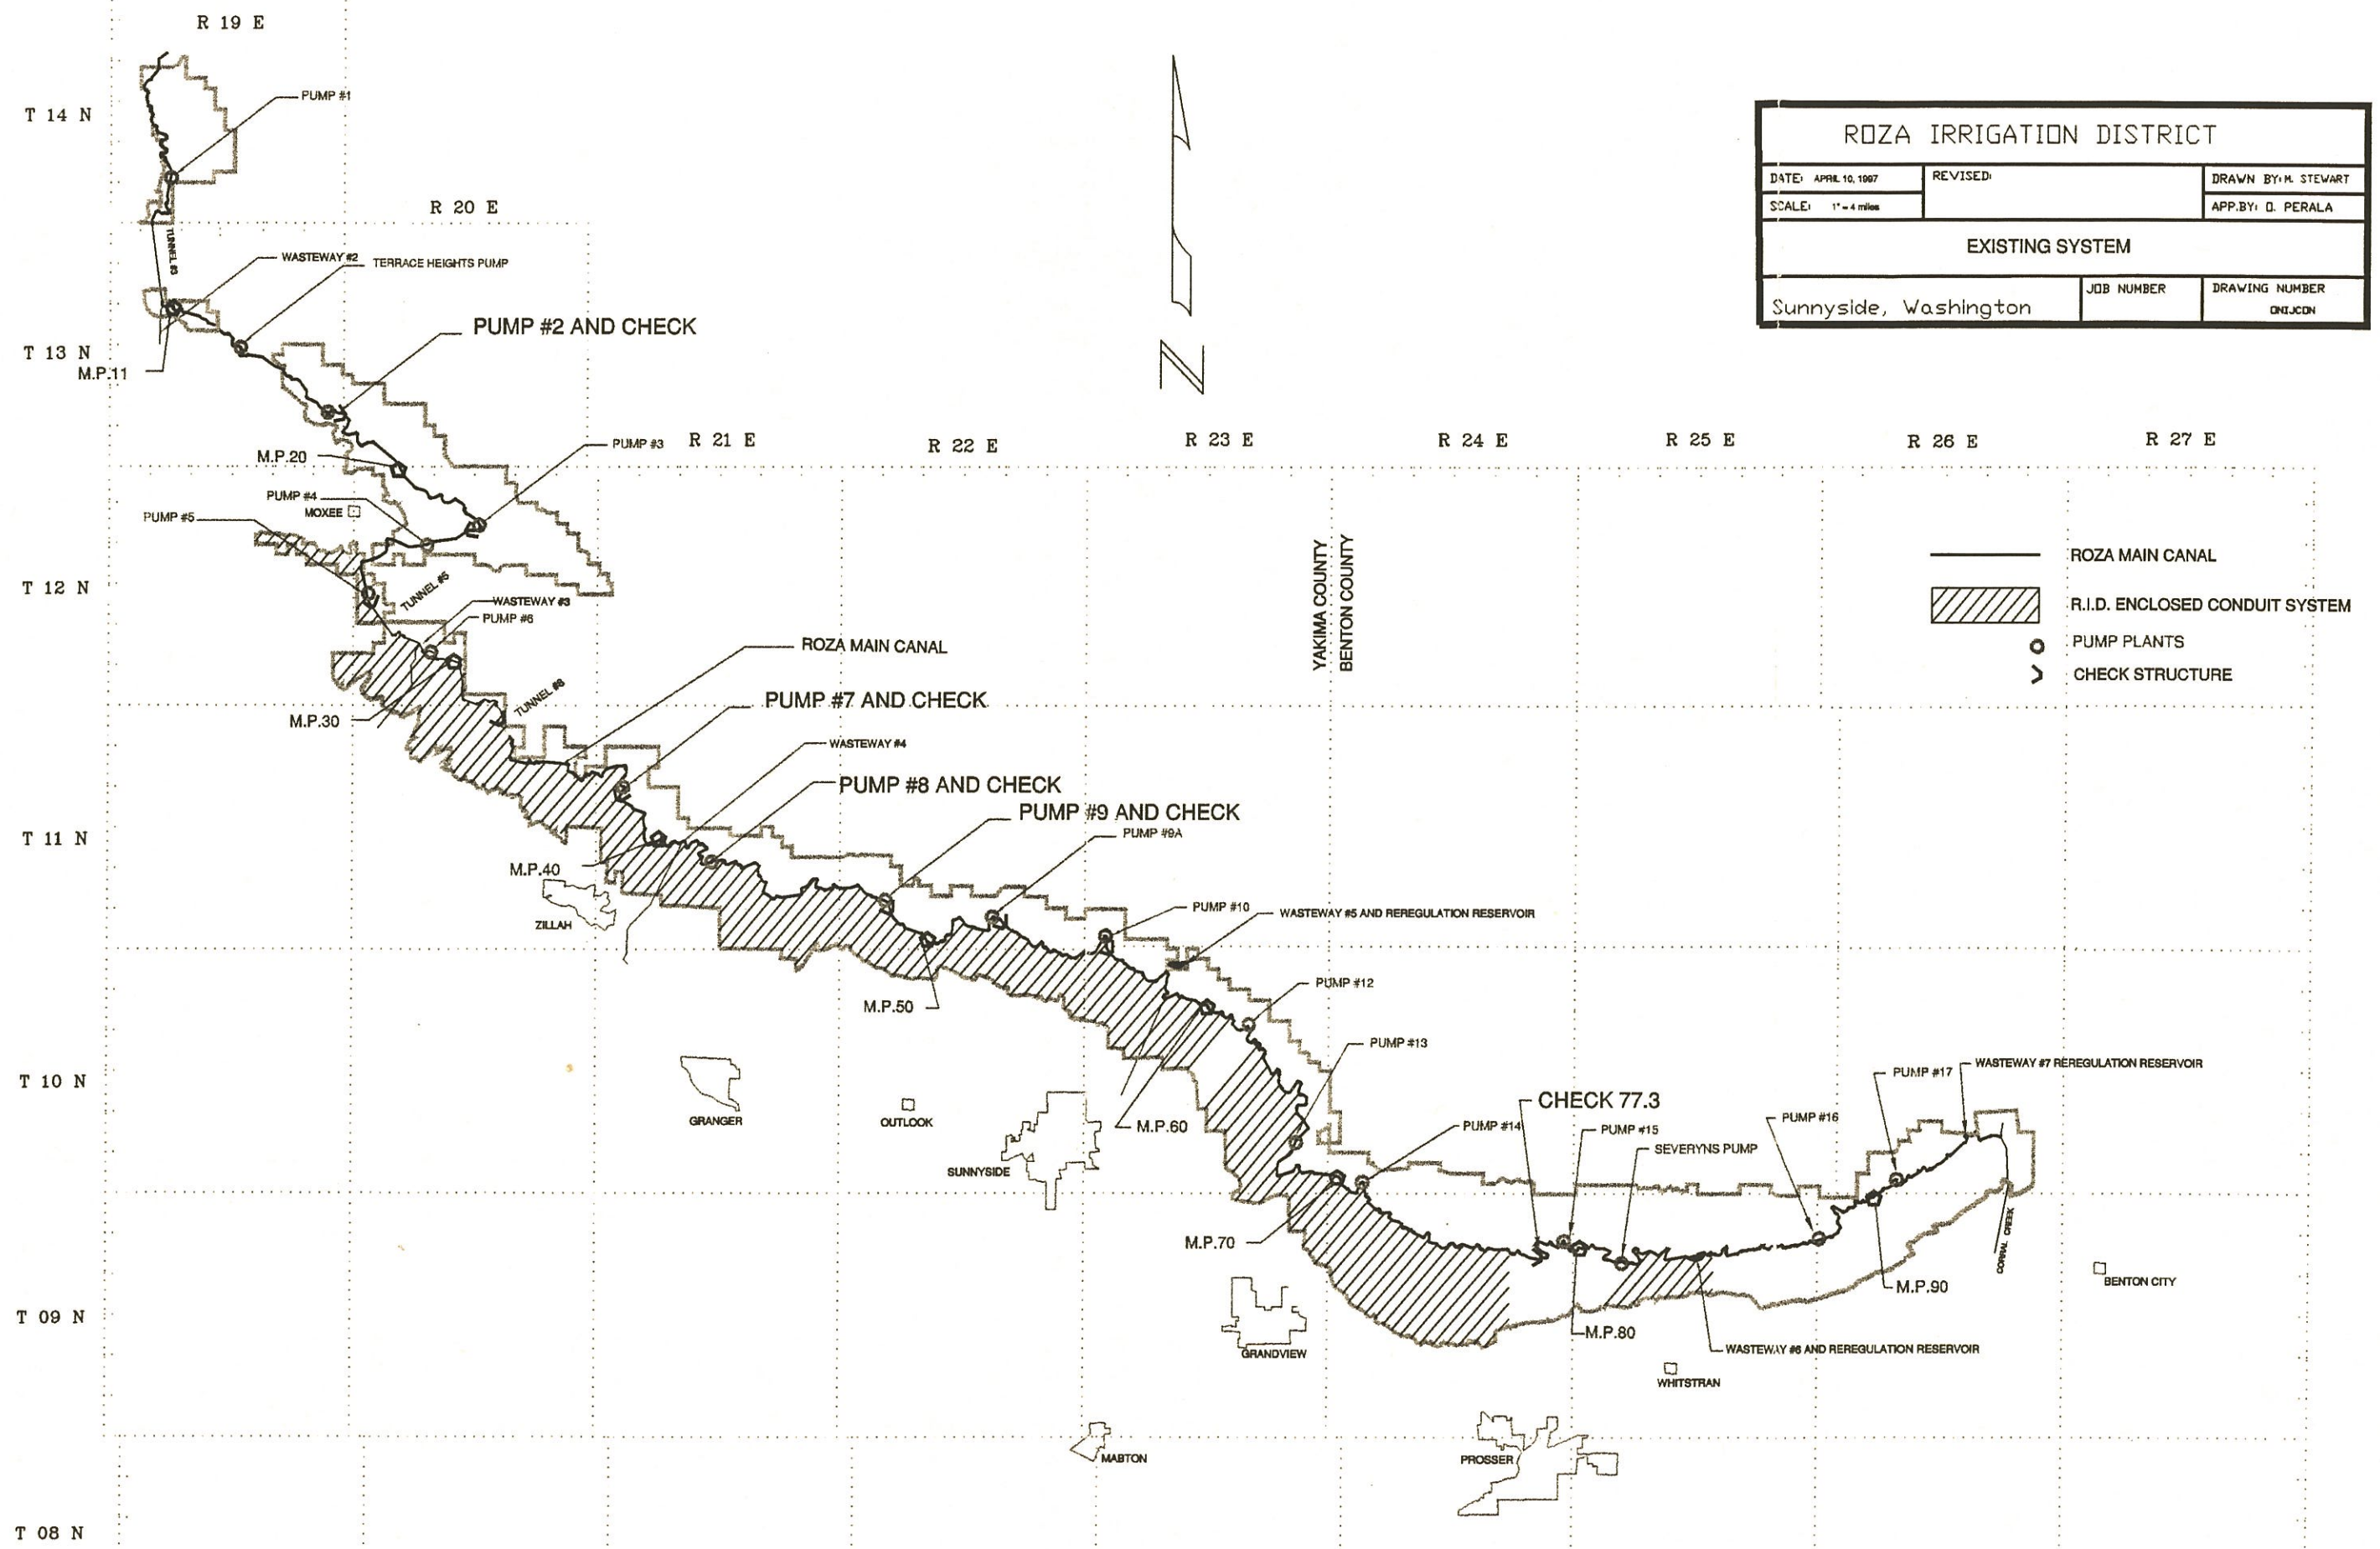 R 19 E
T 14 N
PUMP #1
ROZA IRRIGATION DISTRICT
DATE: APRIL 10, 1997
REVISED:
DRAWN BY: M. STEWART
SCALE: 1" = 4 miles
APP.BY: O. PERALA
EXISTING SYSTEM
Sunnyside, Washington
JOB NUMBER
DRAWING NUMBER
R 20 E
TUNNEL #3
WASTEWAY #2
TERRACE HEIGHTS PUMP
PUMP #2 AND CHECK
T 13 N
M.P.11
N
R 21 E
R 22 E
R 23 E
R 24 E
R 25 E
R 26 E
R 27 E
PUMP #3
M.P.20
PUMP #4
MOXEE
PUMP #5
YAKIMA COUNTY
BENTON COUNTY
ROZA MAIN CANAL
R.I.D. ENCLOSED CONDUIT SYSTEM
PUMP PLANTS
CHECK STRUCTURE
T 12 N
TUNNEL #5
WASTEWAY #3
PUMP #6
ROZA MAIN CANAL
TUNNEL #6
M.P.30
PUMP #7 AND CHECK
WASTEWAY #4
PUMP #8 AND CHECK
PUMP #9 AND CHECK
PUMP #9A
T 11 N
M.P.40
ZILLAH
PUMP #10
WASTEWAY #5 AND REREGULATION RESERVOIR
M.P.50
PUMP #12
PUMP #13
T 10 N
WASTEWAY #7 REREGULATION RESERVOIR
PUMP #17
CHECK 77.3
GRANGER
OUTLOOK
M.P.60
PUMP #14
PUMP #15
PUMP #16
SEVERYNS PUMP
SUNNYSIDE
M.P.70
CORRAL CREEK
BENTON CITY
M.P.90
T 09 N
M.P.80
GRANDVIEW
WASTEWAY #6 AND REREGULATION RESERVOIR
WHITSTRAN
MABTON
PROSSER
T 08 N